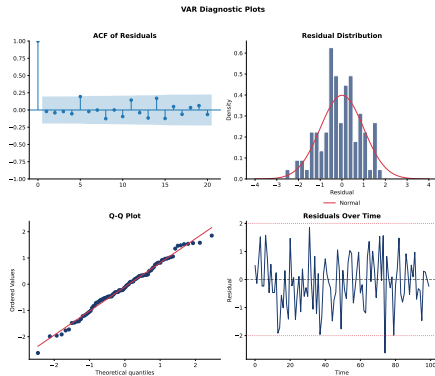 VAR Diagnostic Plots
ACF of Residuals
1.00
0.75
0.50
0.25
0.00
−0.25
−0.50
−0.75
−1.00
0 5 10 15 20
Residual Distribution
Density
0.6
0.5
0.4
0.3
0.2
0.1
0.0
−4 −3 −2 −1 0 1 2 3 4
Residual
Normal
Q-Q Plot
Ordered Values
2
1
0
−1
−2
−2 −1 0 1 2
Theoretical quantiles
Residuals Over Time
Residual
2
1
0
−1
−2
0 20 40 60 80 100
Time